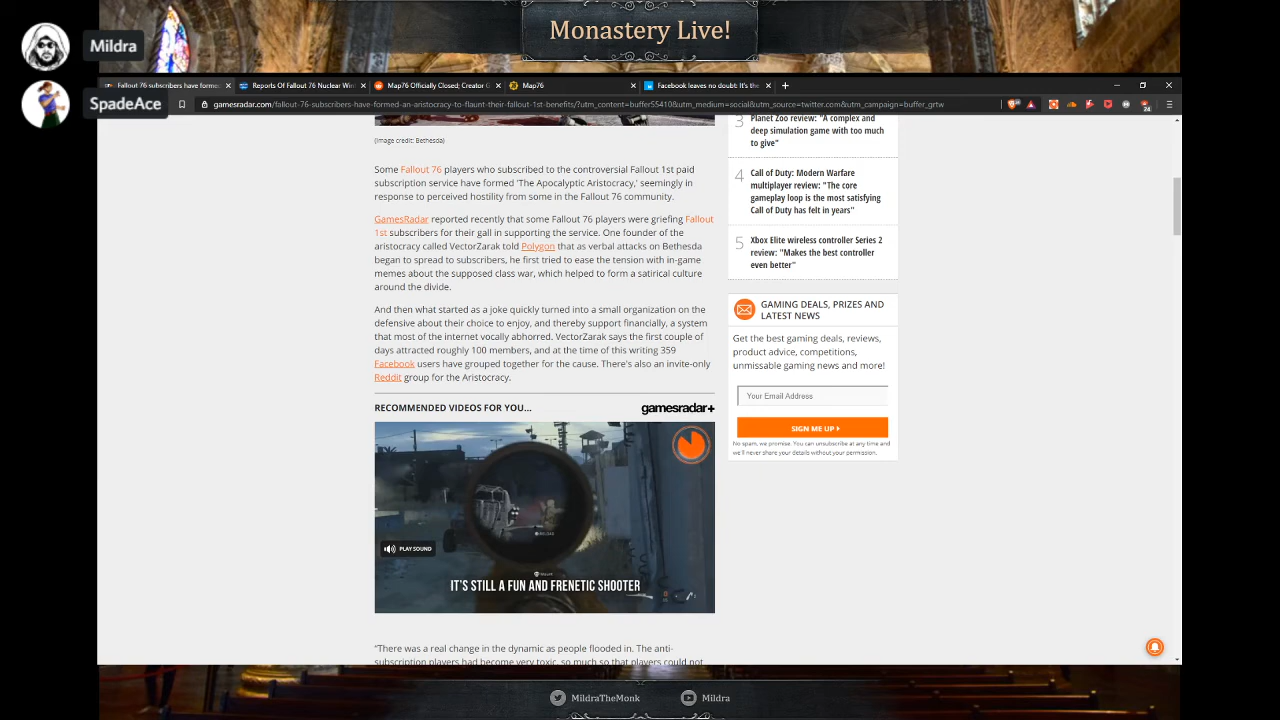 Monastery Live!
Mildra
SpadeAce
Fallout 76 subscribers have forme
Reports Of Fallout 76 Nuclear Win
Map76 Officially Closed; Creator G
Map76
Facebook leaves no doubt: It's the
gamesradar.com/fallout-76-subscribers-have-formed-an-aristocracy-to-flaunt-their-fallout-1st-benefits/?utm_content=buffer55410&utm_medium=social&utm_source=twitter.com&utm_campaign=buffer_grtw
24
(Image credit: Bethesda)
Some Fallout 76 players who subscribed to the controversial Fallout 1st paid
subscription service have formed 'The Apocalyptic Aristocracy,' seemingly in
response to perceived hostility from some in the Fallout 76 community.
GamesRadar reported recently that some Fallout 76 players were griefing Fallout
1st subscribers for their gall in supporting the service. One founder of the
aristocracy called VectorZarak told Polygon that as verbal attacks on Bethesda
began to spread to subscribers, he first tried to ease the tension with in-game
memes about the supposed class war, which helped to form a satirical culture
around the divide.
And then what started as a joke quickly turned into a small organization on the
defensive about their choice to enjoy, and thereby support financially, a system
that most of the internet vocally abhorred. VectorZarak says the first couple of
days attracted roughly 100 members, and at the time of this writing 359
Facebook users have grouped together for the cause. There's also an invite-only
Reddit group for the Aristocracy.
RECOMMENDED VIDEOS FOR YOU...
gamesradar+
PLAY SOUND
IT'S STILL A FUN AND FRENETIC SHOOTER
"There was a real change in the dynamic as people flooded in. The anti-
subscription players had become very toxic, so much so that players could not
3
Planet Zoo review: "A complex and
deep simulation game with too much
to give"
4
Call of Duty: Modern Warfare
multiplayer review: "The core
gameplay loop is the most satisfying
Call of Duty has felt in years"
5
Xbox Elite wireless controller Series 2
review: "Makes the best controller
even better"
GAMING DEALS, PRIZES AND
LATEST NEWS
Get the best gaming deals, reviews,
product advice, competitions,
unmissable gaming news and more!
Your Email Address
SIGN ME UP
No spam, we promise. You can unsubscribe at any time and
we'll never share your details without your permission.
MildraTheMonk
Mildra